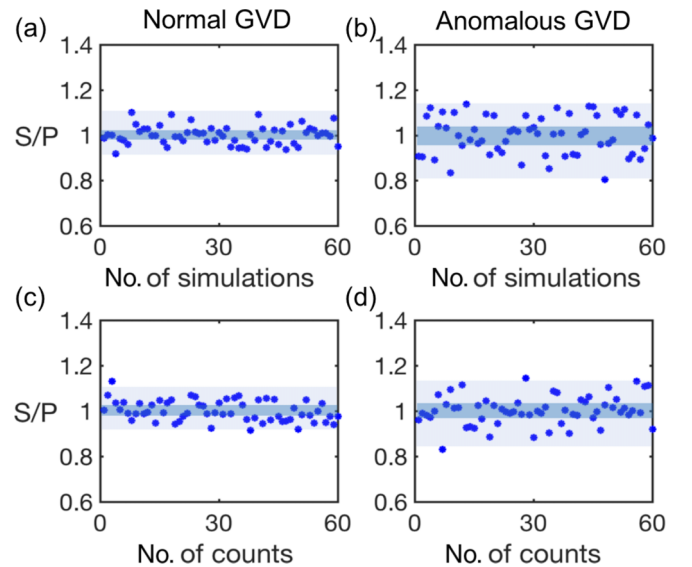 (a) Normal GVD (b) Anomalous GVD
1.4 1.4
1.2 1.2
S/P 1 1
0.8 0.8
0.6 0.6
0 30 60 0 30 60
No. of simulations No. of simulations
(c) (d)
1.4 1.4
1.2 1.2
S/P 1 1
0.8 0.8
0.6 0.6
0 30 60 0 30 60
No. of counts No. of counts